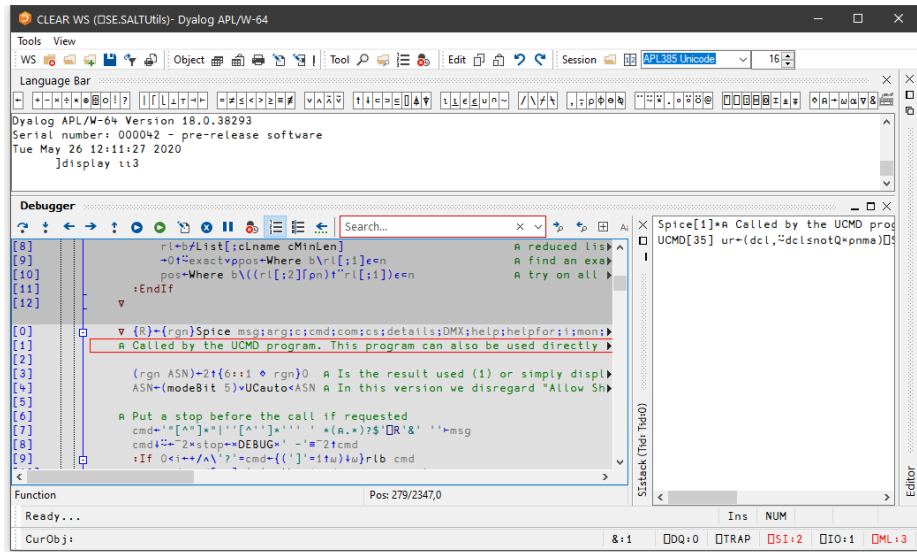 CLEAR WS (⎕SE.SALTUtils)- Dyalog APL/W-64
Tools View
WS Object Tool Edit Session APL385 Unicode 16
Language Bar
Dyalog APL/W-64 Version 18.0.38293
Serial number: 000042 - pre-release software
Tue May 26 12:11:27 2020
]display ⍳⍳3
Debugger
Search...
[8] rl←b⌿List[;cLname cMinLen] ⍝ reduced lis
[9] →0↑⍨exact∨⍴pos←Where b\rl[;1]∊⊂n ⍝ find an exa
[10] pos←Where b\((rl[;2]⌈⍴n)↑¨rl[;1])∊⊂n ⍝ try on all
[11] :EndIf
[12] ∇
[0] ∇ {R}←{rgn}Spice msg;arg;c;cmd;com;cs;details;DMX;help;helpfor;i;mon;
[1] ⍝ Called by the UCMD program. This program can also be used directly
[2]
[3] (rgn ASN)←2↑{6::1 ⋄ rgn}0 ⍝ Is the result used (1) or simply displ
[4] ASN←(modeBit 5)∨UCauto<ASN ⍝ In this version we disregard "Allow Sh
[5]
[6] ⍝ Put a stop before the call if requested
[7] cmd←'"[^"]*"|''[^'']*''' ' *(⍝.*)?$'⎕R'&' ''⊢msg
[8] cmd↓⍨←¯2×stop←×DEBUG×' -'≡¯2↑cmd
[9] :If 0<i←+/∧\'?'=cmd←{(']'=1↑⍵)↓⍵}rlb cmd
Function Pos: 279/2347,0
Spice[1]*⍝ Called by the UCMD prog
UCMD[35] ur←(dcl,⍨dcl≤notQ×⍴nma)⎕S
SIstack (Tid: Tid:0)
Editor
Ready... Ins NUM
CurObj: &:1 ⎕DQ:0 ⎕TRAP ⎕SI:2 ⎕IO:1 ⎕ML:3